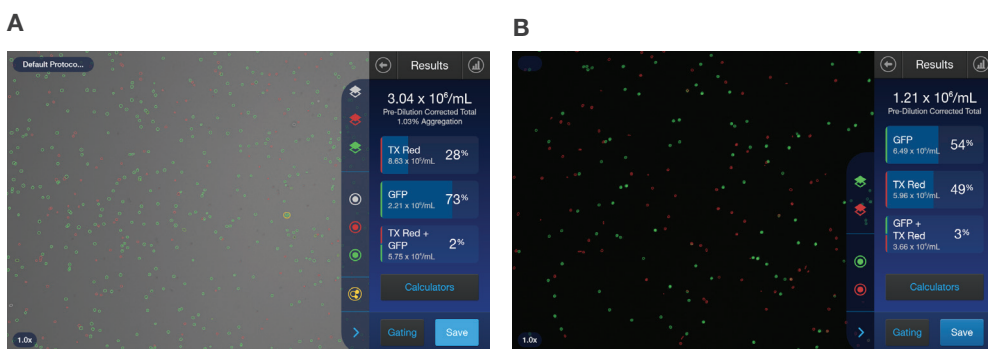 A
Default Protoco...
Results
3.04 x 10⁶/mL
Pre-Dilution Corrected Total
1.03% Aggregation
TX Red
8.63 x 10⁵/mL
28%
GFP
2.21 x 10⁶/mL
73%
TX Red +
GFP
5.75 x 10⁴/mL
2%
Calculators
Gating
Save
1.0x
B
Results
1.21 x 10⁶/mL
Pre-Dilution Corrected Total
GFP
6.49 x 10⁵/mL
54%
TX Red
5.96 x 10⁵/mL
49%
GFP +
TX Red
3.66 x 10⁴/mL
3%
Calculators
Gating
Save
1.0x